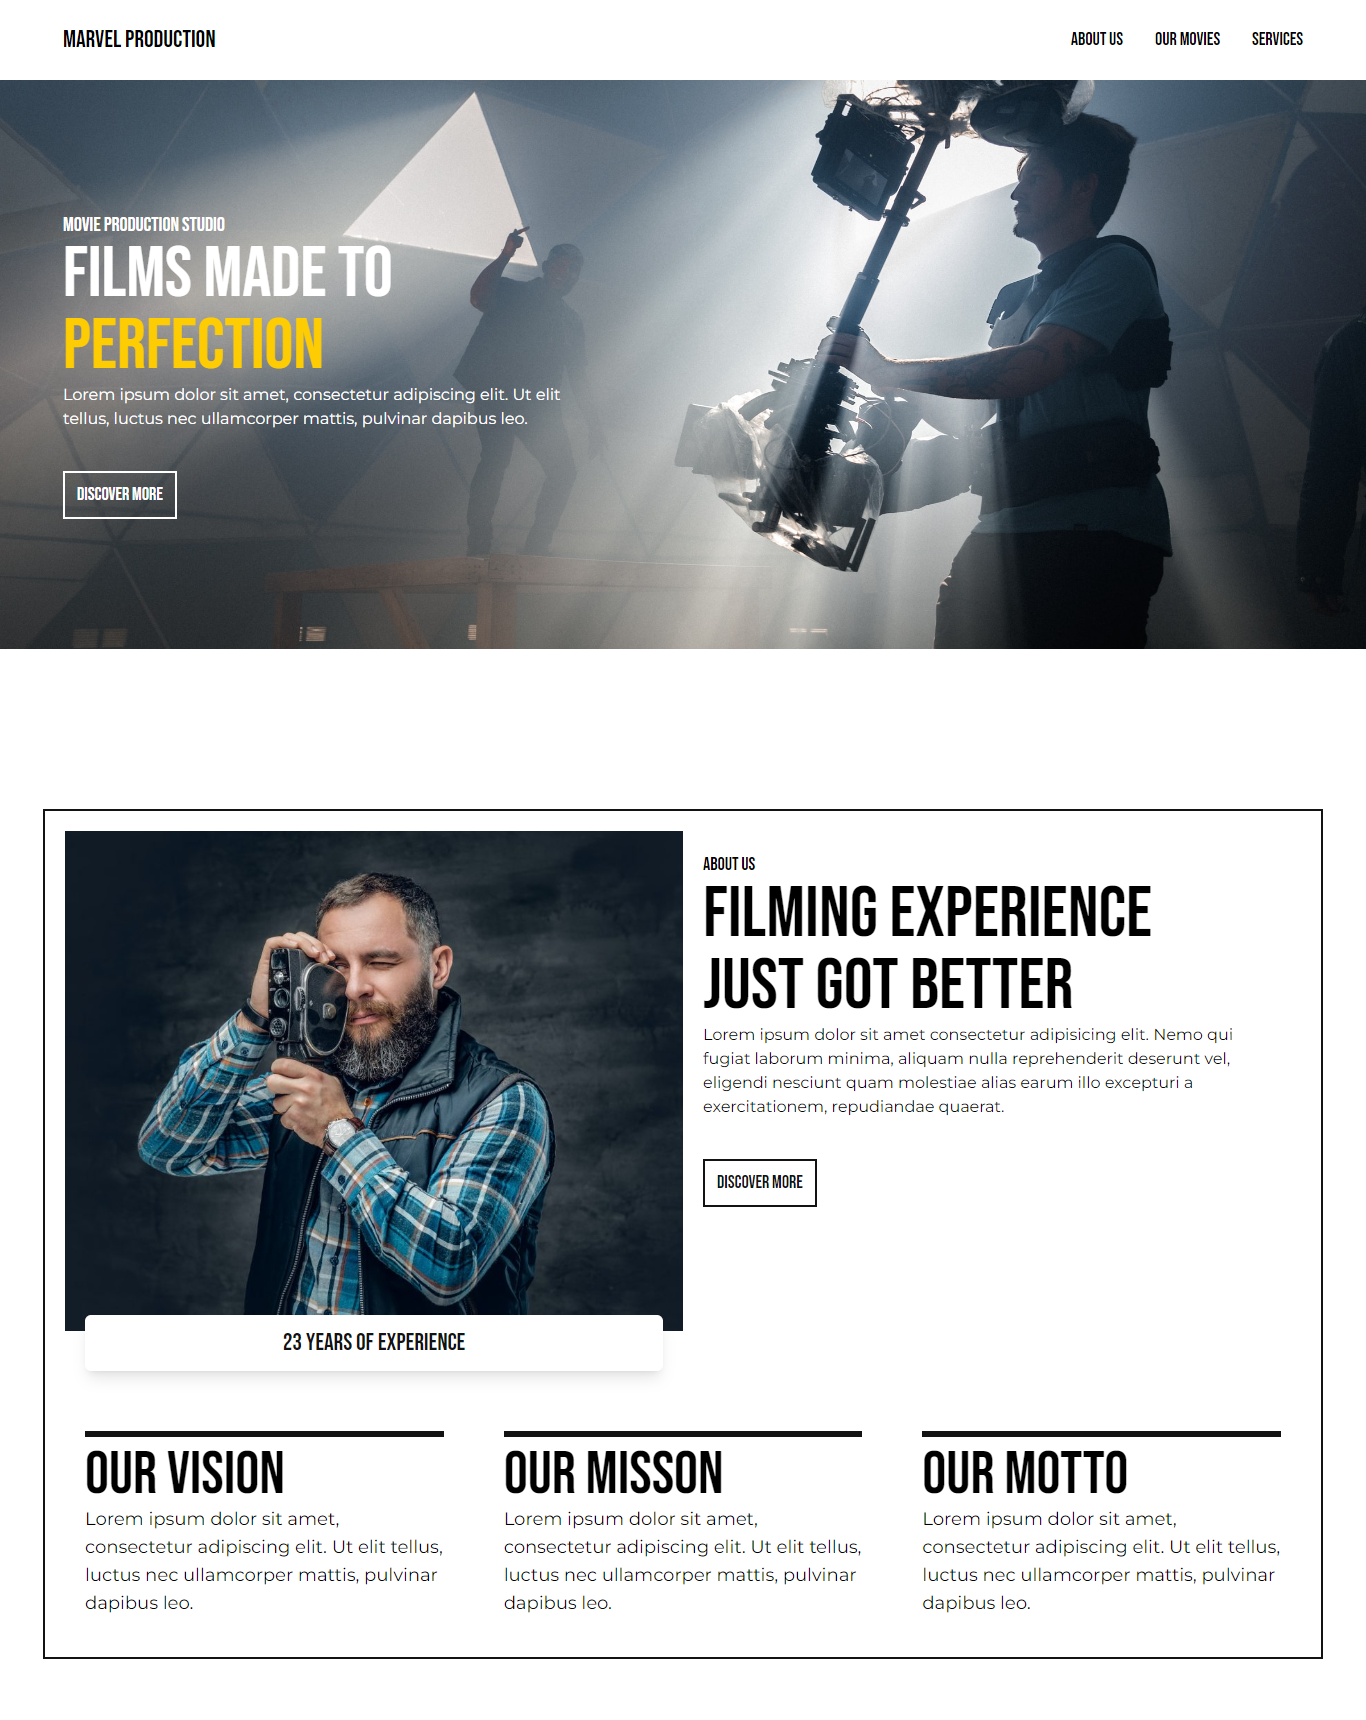 MARVEL PRODUCTION
ABOUT US OUR MOVIES SERVICES
MOVIE PRODUCTION STUDIO
FILMS MADE TO
PERFECTION
Lorem ipsum dolor sit amet, consectetur adipiscing elit. Ut elit
tellus, luctus nec ullamcorper mattis, pulvinar dapibus leo.
DISCOVER MORE
ABOUT US
FILMING EXPERIENCE
JUST GOT BETTER
Lorem ipsum dolor sit amet consectetur adipisicing elit. Nemo qui
fugiat laborum minima, aliquam nulla reprehenderit deserunt vel,
eligendi nesciunt quam molestiae alias earum illo excepturi a
exercitationem, repudiandae quaerat.
DISCOVER MORE
23 YEARS OF EXPERIENCE
OUR VISION
Lorem ipsum dolor sit amet,
consectetur adipiscing elit. Ut elit tellus,
luctus nec ullamcorper mattis, pulvinar
dapibus leo.
OUR MISSON
Lorem ipsum dolor sit amet,
consectetur adipiscing elit. Ut elit tellus,
luctus nec ullamcorper mattis, pulvinar
dapibus leo.
OUR MOTTO
Lorem ipsum dolor sit amet,
consectetur adipiscing elit. Ut elit tellus,
luctus nec ullamcorper mattis, pulvinar
dapibus leo.